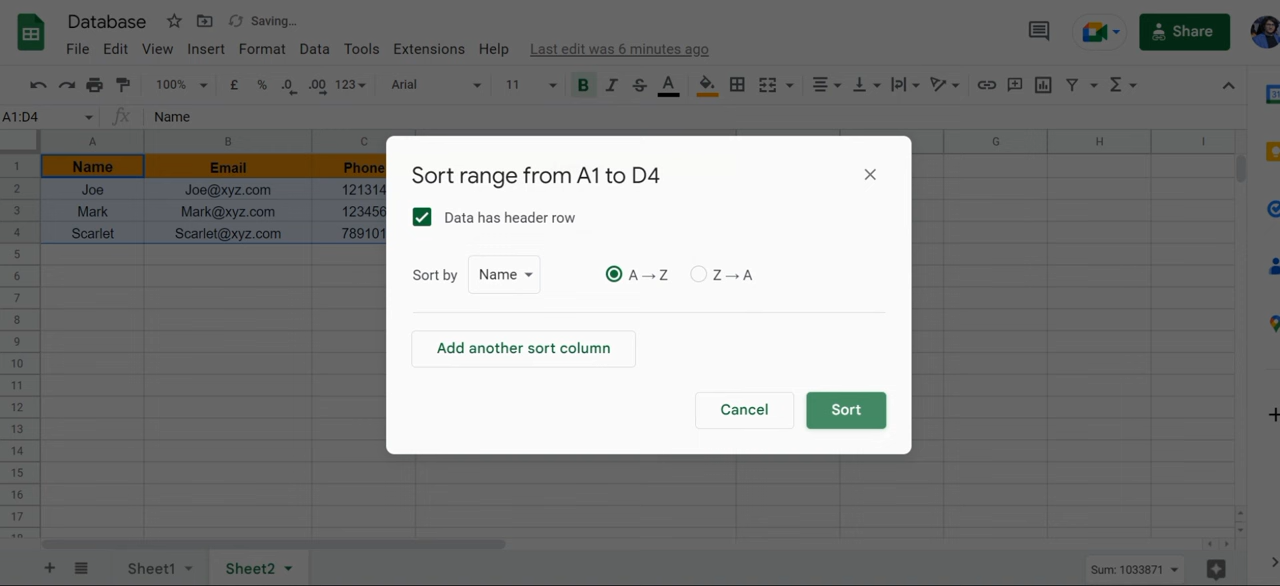 Database
Saving...
File Edit View Insert Format Data Tools Extensions Help Last edit was 6 minutes ago
Share
100% £ % .0 .00 123 Arial 11 B I S A
A1:D4 fx Name
A B C G H I
1 Name Email Phone
2 Joe Joe@xyz.com 121314
3 Mark Mark@xyz.com 123456
4 Scarlet Scarlet@xyz.com 789101
5
6
7
8
9
10
11
12
13
14
15
16
17
Sort range from A1 to D4
Data has header row
Sort by Name A → Z Z → A
Add another sort column
Cancel Sort
Sheet1 Sheet2 Sum: 1033871